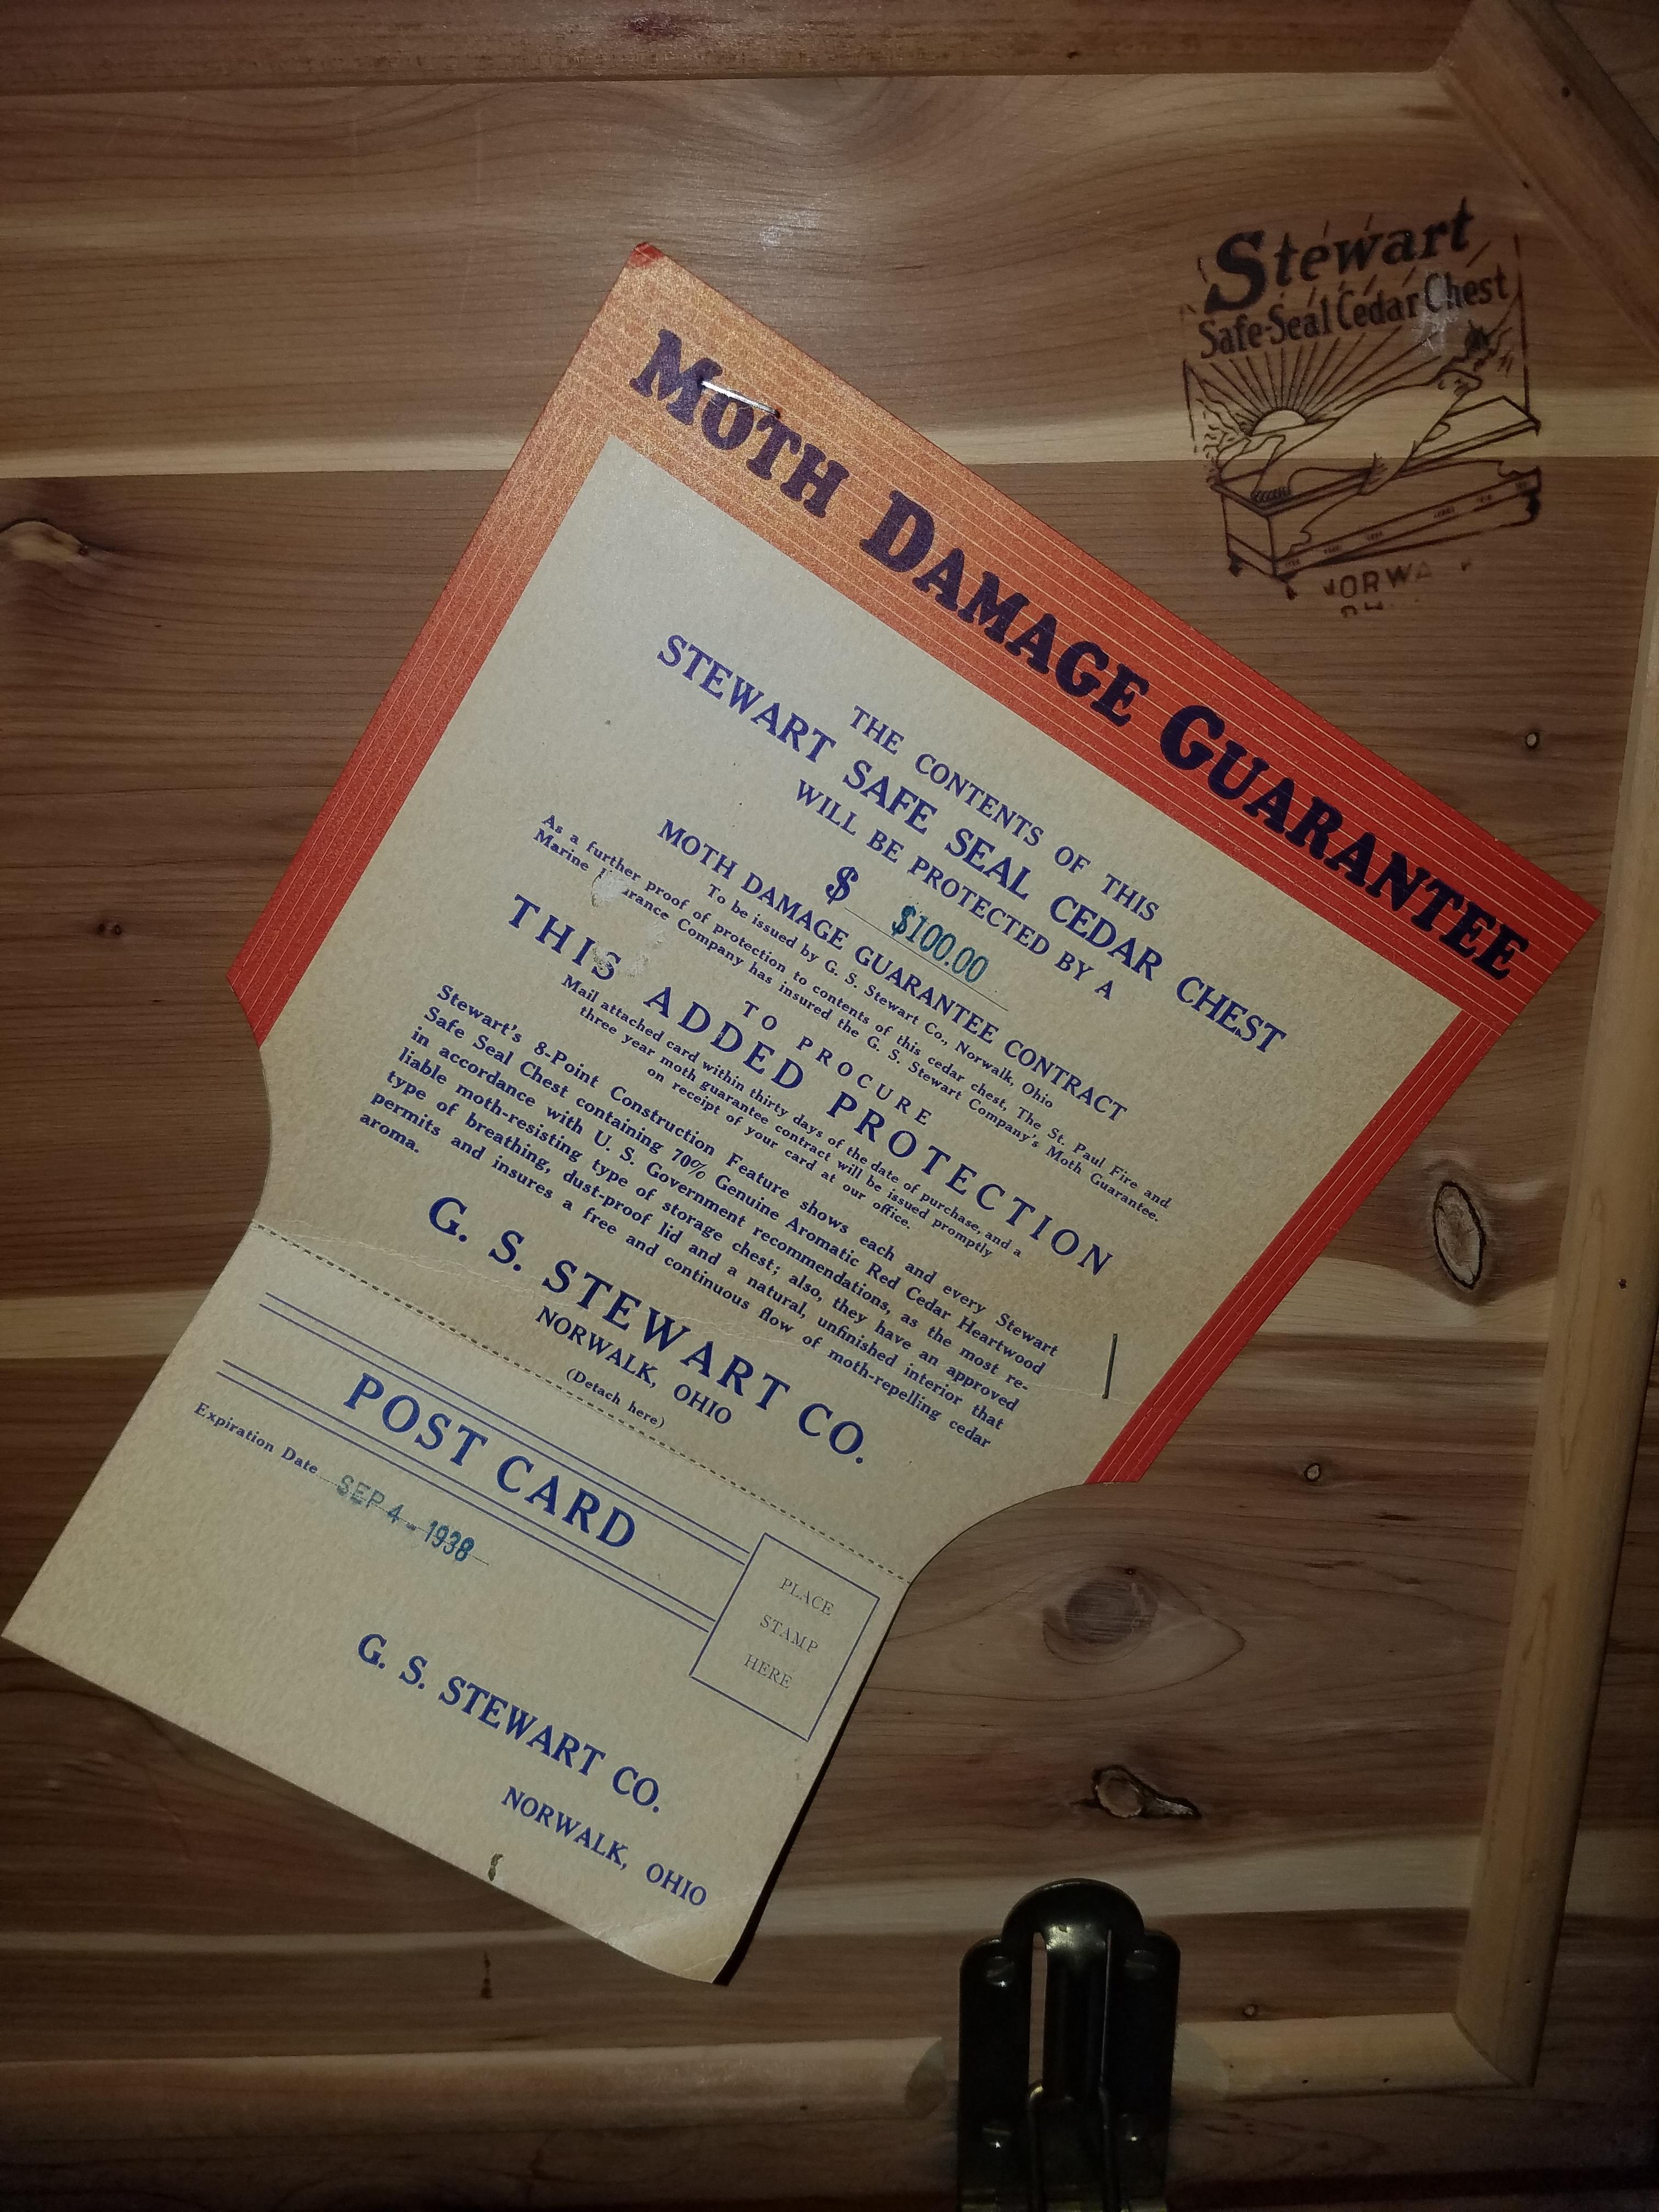 Stewart
Safe-Seal Cedar Chest
MOTH DAMAGE GUARANTEE
THE CONTENTS OF THIS
STEWART SAFE SEAL CEDAR CHEST
WILL BE PROTECTED BY A
$ $100.00
MOTH DAMAGE GUARANTEE CONTRACT
To be issued by G. S. Stewart Co., Norwalk, Ohio
As a further proof of protection to contents of this cedar chest, The St. Paul Fire and
Marine Insurance Company has insured the G. S. Stewart Company's Moth Guarantee.
TO PROCURE
THIS ADDED PROTECTION
Mail attached card within thirty days of the date of purchase, and a
three year moth guarantee contract will be issued promptly
on receipt of your card at our office.
Stewart's 8-Point Construction Feature shows each and every Stewart
Safe Seal Chest containing 70% Genuine Aromatic Red Cedar Heartwood
in accordance with U. S. Government recommendations, as the most re-
liable moth-resisting type of storage chest; also, they have an approved
type of breathing, dust-proof lid and a natural, unfinished interior that
permits and insures a free and continuous flow of moth-repelling cedar
aroma.
G. S. STEWART CO.
NORWALK, OHIO
(Detach here)
POST CARD
Expiration Date SEP 4 - 1938
PLACE
STAMP
HERE
G. S. STEWART CO.
NORWALK, OHIO